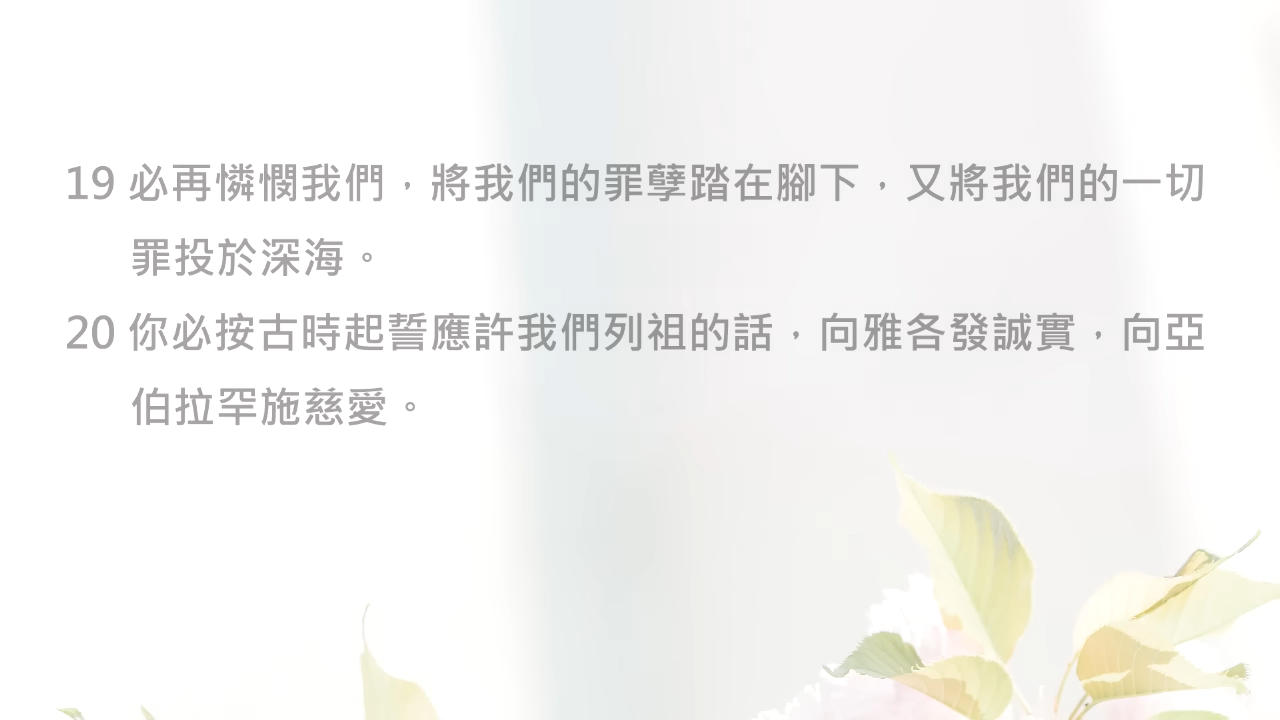 19 必再憐憫我們，將我們的罪孽踏在腳下，又將我們的一切
罪投於深海。
20 你必按古時起誓應許我們列祖的話，向雅各發誠實，向亞
伯拉罕施慈愛。